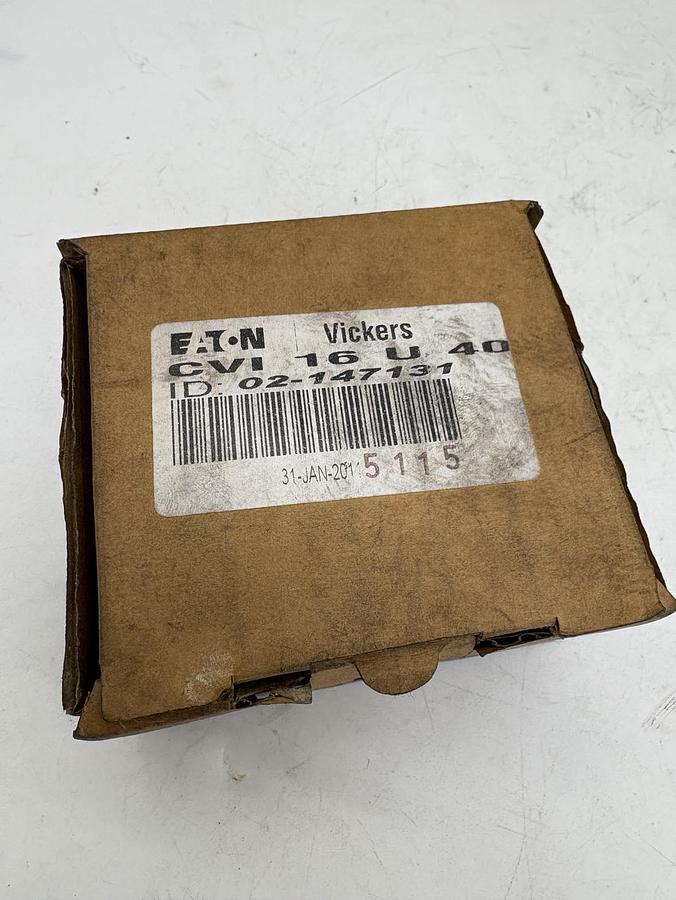 EATON | Vickers
CVI 16 U 40
ID: 02-147131
31-JAN-2011 5115